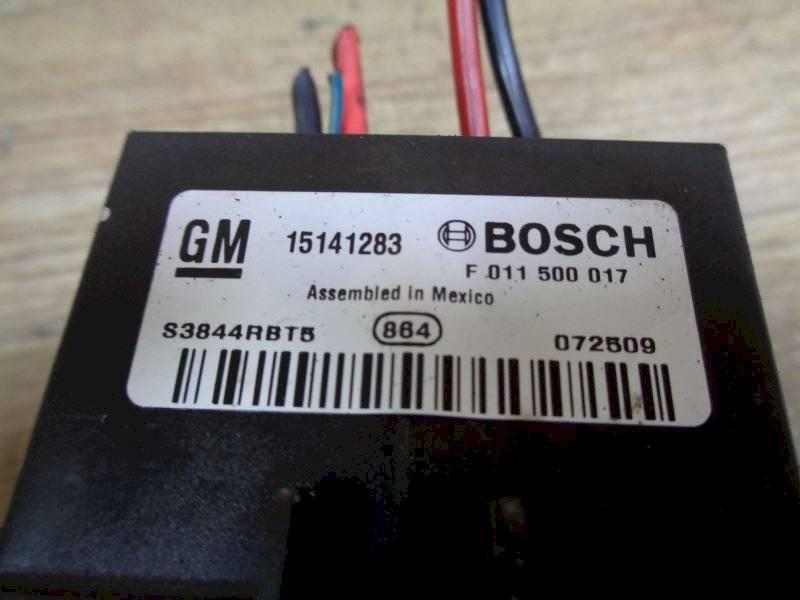 GM 15141283 BOSCH
F 011 500 017
Assembled in Mexico
S3844RBT5 864 072509